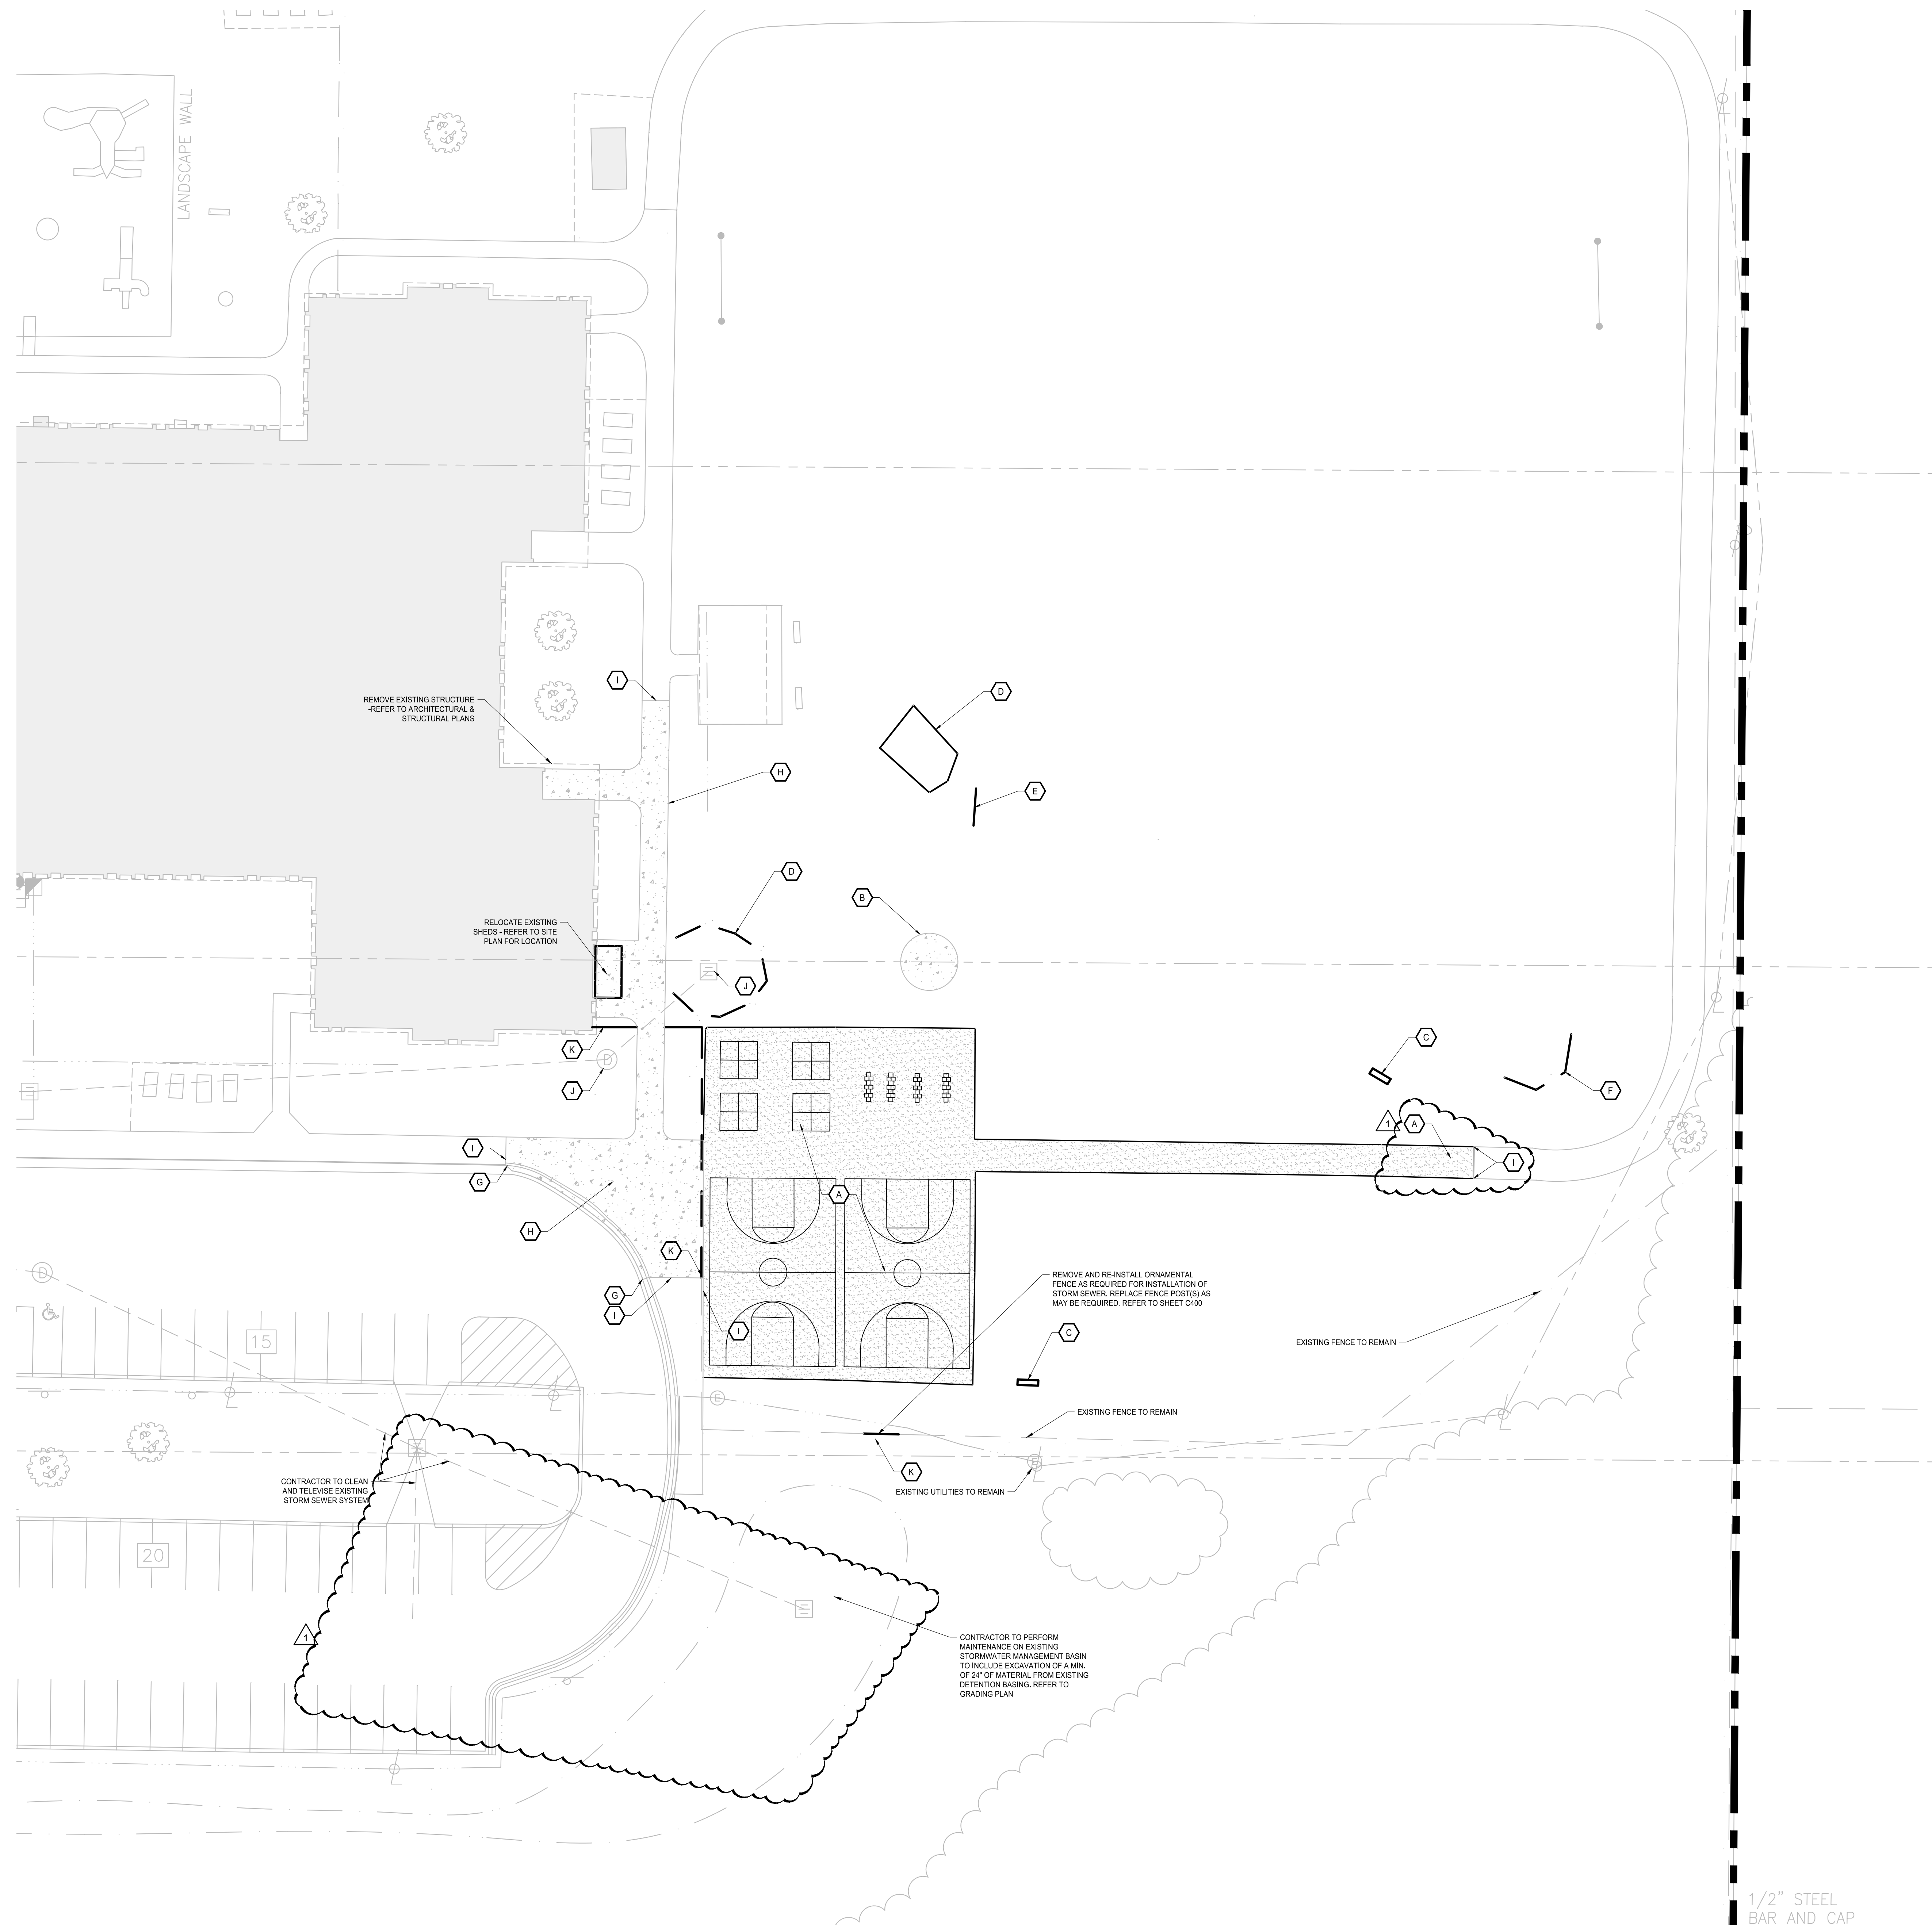 LANDSCAPE WALL
I
D
REMOVE EXISTING STRUCTURE
-REFER TO ARCHITECTURAL &
STRUCTURAL PLANS
H
E
D
B
RELOCATE EXISTING
SHEDS - REFER TO SITE
PLAN FOR LOCATION
J
K
D
J
C
F
1
A
I
I
G
A
H
K
D
G
I
I
REMOVE AND RE-INSTALL ORNAMENTAL
FENCE AS REQUIRED FOR INSTALLATION OF
STORM SEWER. REPLACE FENCE POST(S) AS
MAY BE REQUIRED. REFER TO SHEET C400
C
15
EXISTING FENCE TO REMAIN
E
EXISTING FENCE TO REMAIN
K
E
EXISTING UTILITIES TO REMAIN
CONTRACTOR TO CLEAN
AND TELEVISE EXISTING
STORM SEWER SYSTEM
20
1
CONTRACTOR TO PERFORM
MAINTENANCE ON EXISTING
STORMWATER MANAGEMENT BASIN
TO INCLUDE EXCAVATION OF A MIN.
OF 24" OF MATERIAL FROM EXISTING
DETENTION BASING. REFER TO
GRADING PLAN
1/2" STEEL
BAR AND CAP